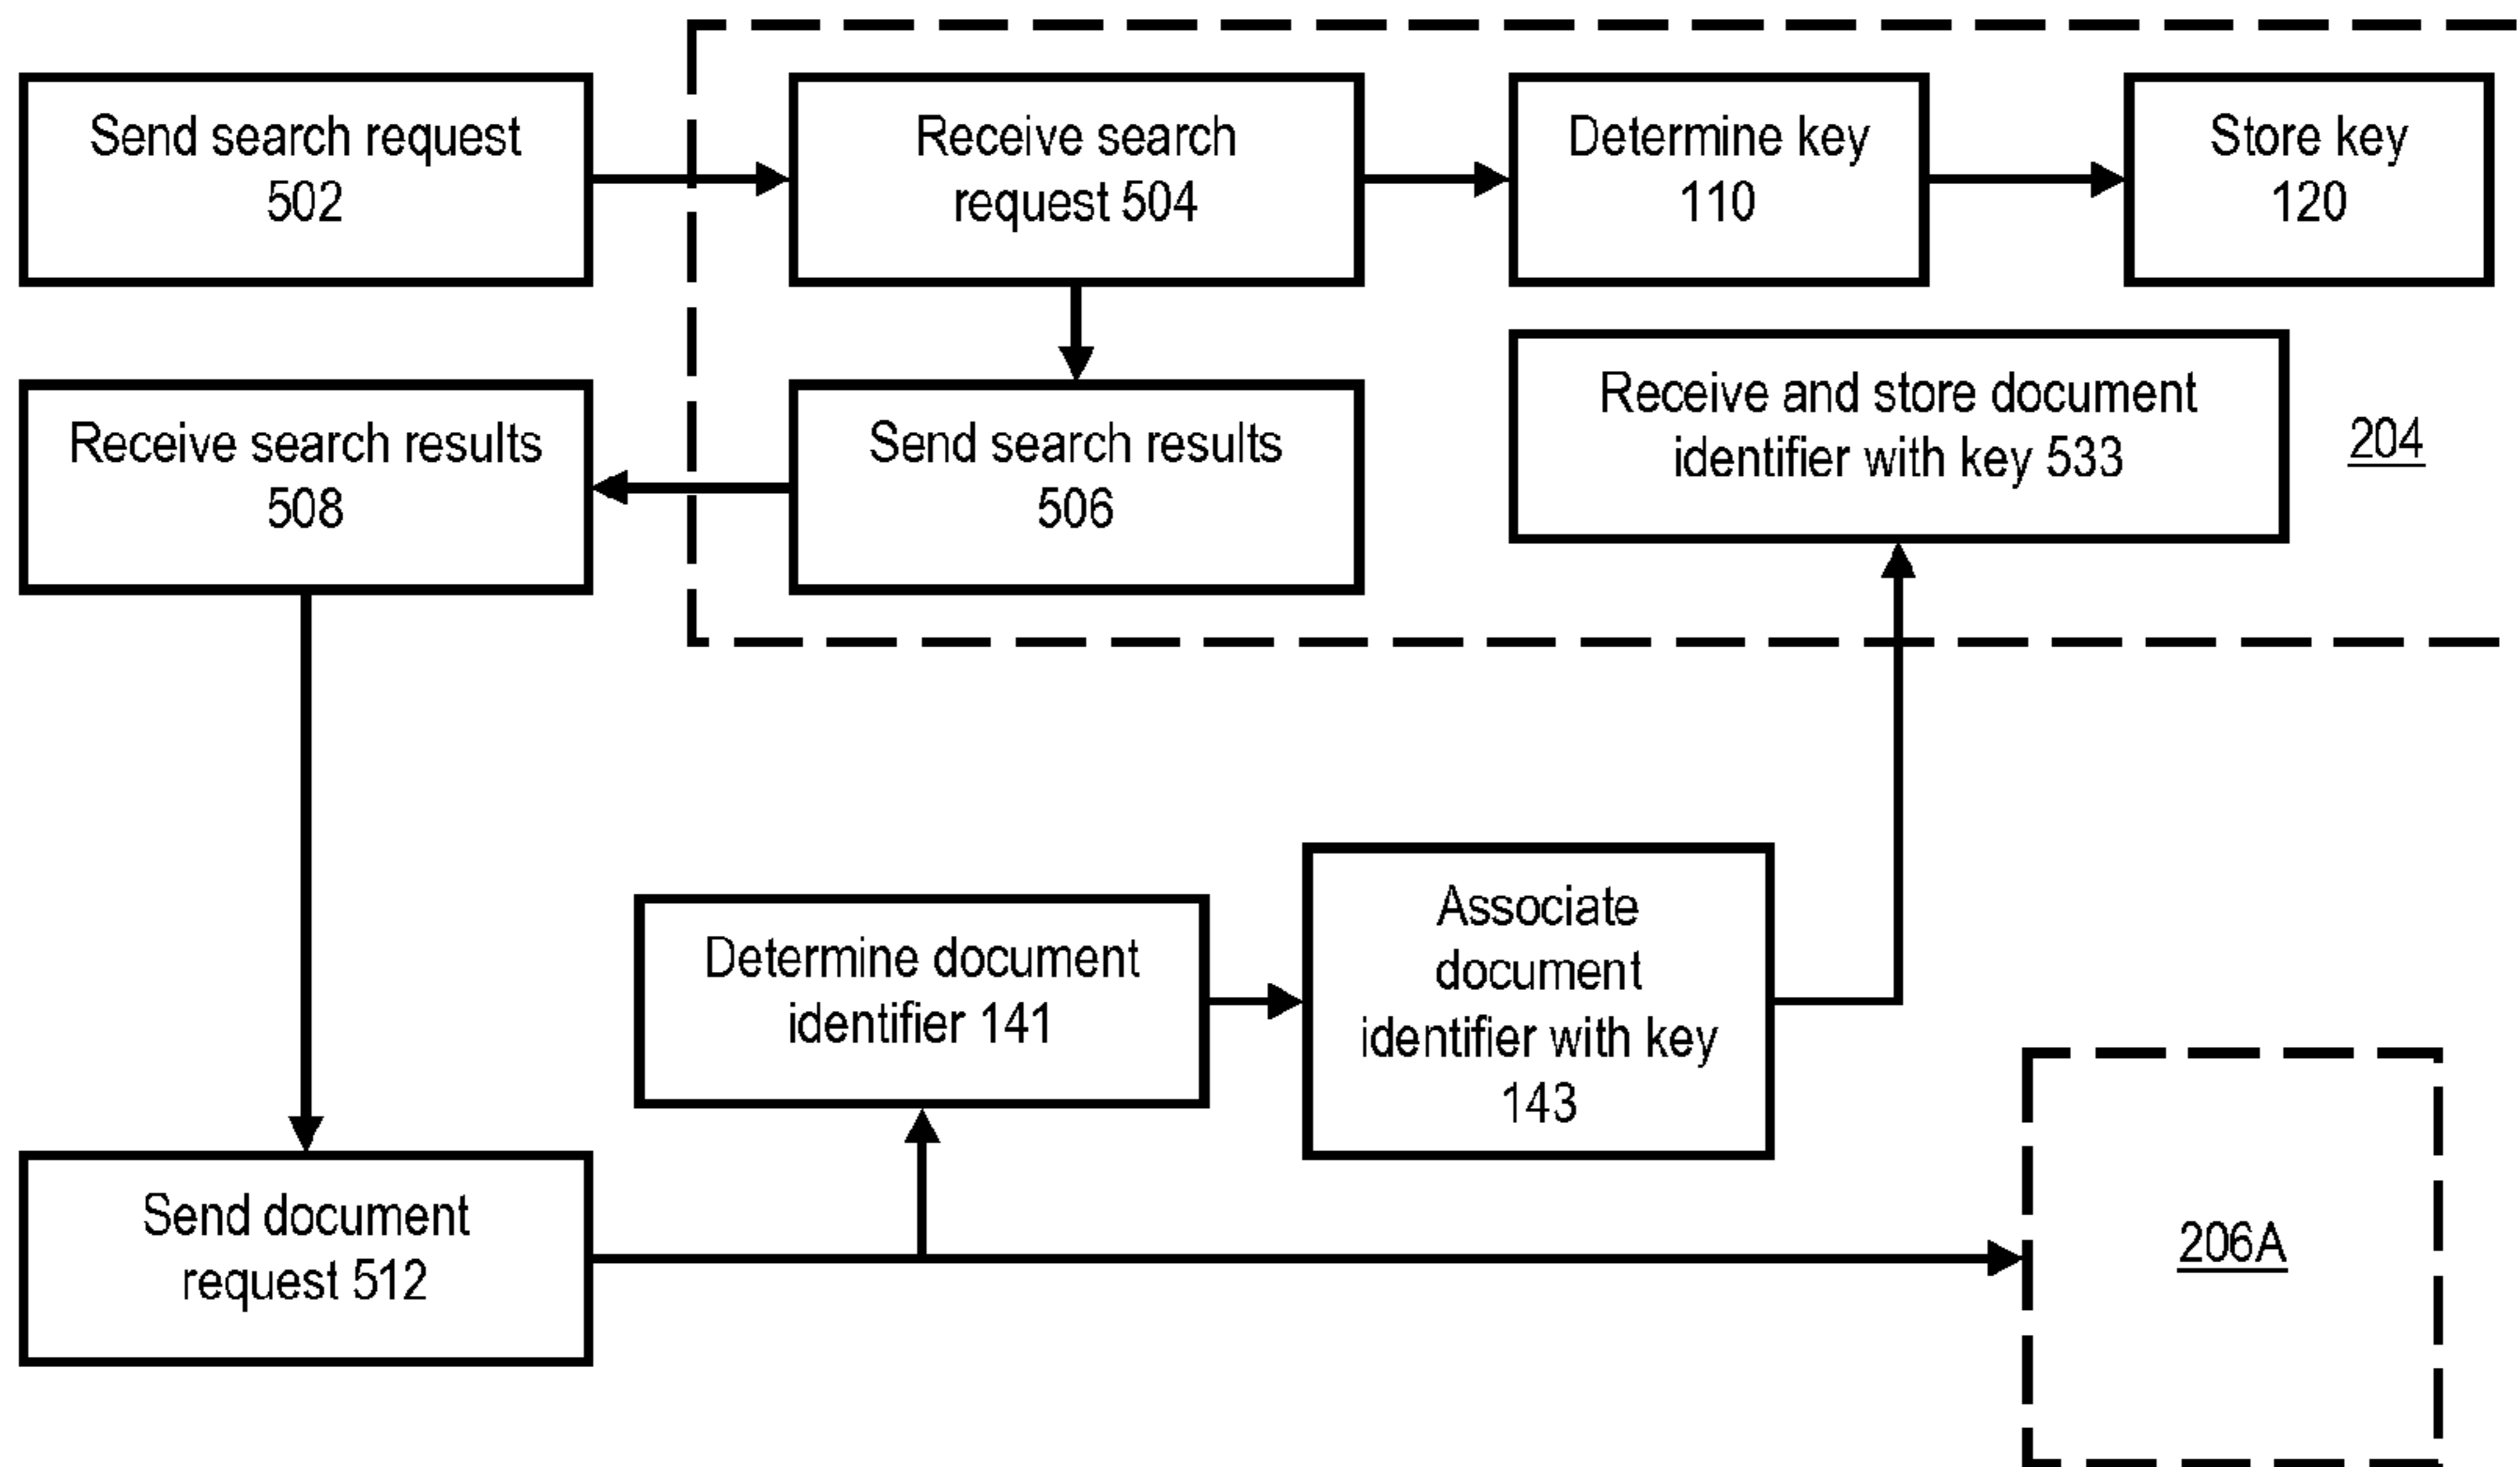 Send search request
502
Receive search
request 504
Determine key
110
Store key
120
Receive search results
508
Send search results
506
Receive and store document
identifier with key 533
204
Determine document
identifier 141
Associate
document
identifier with key
143
Send document
request 512
206A